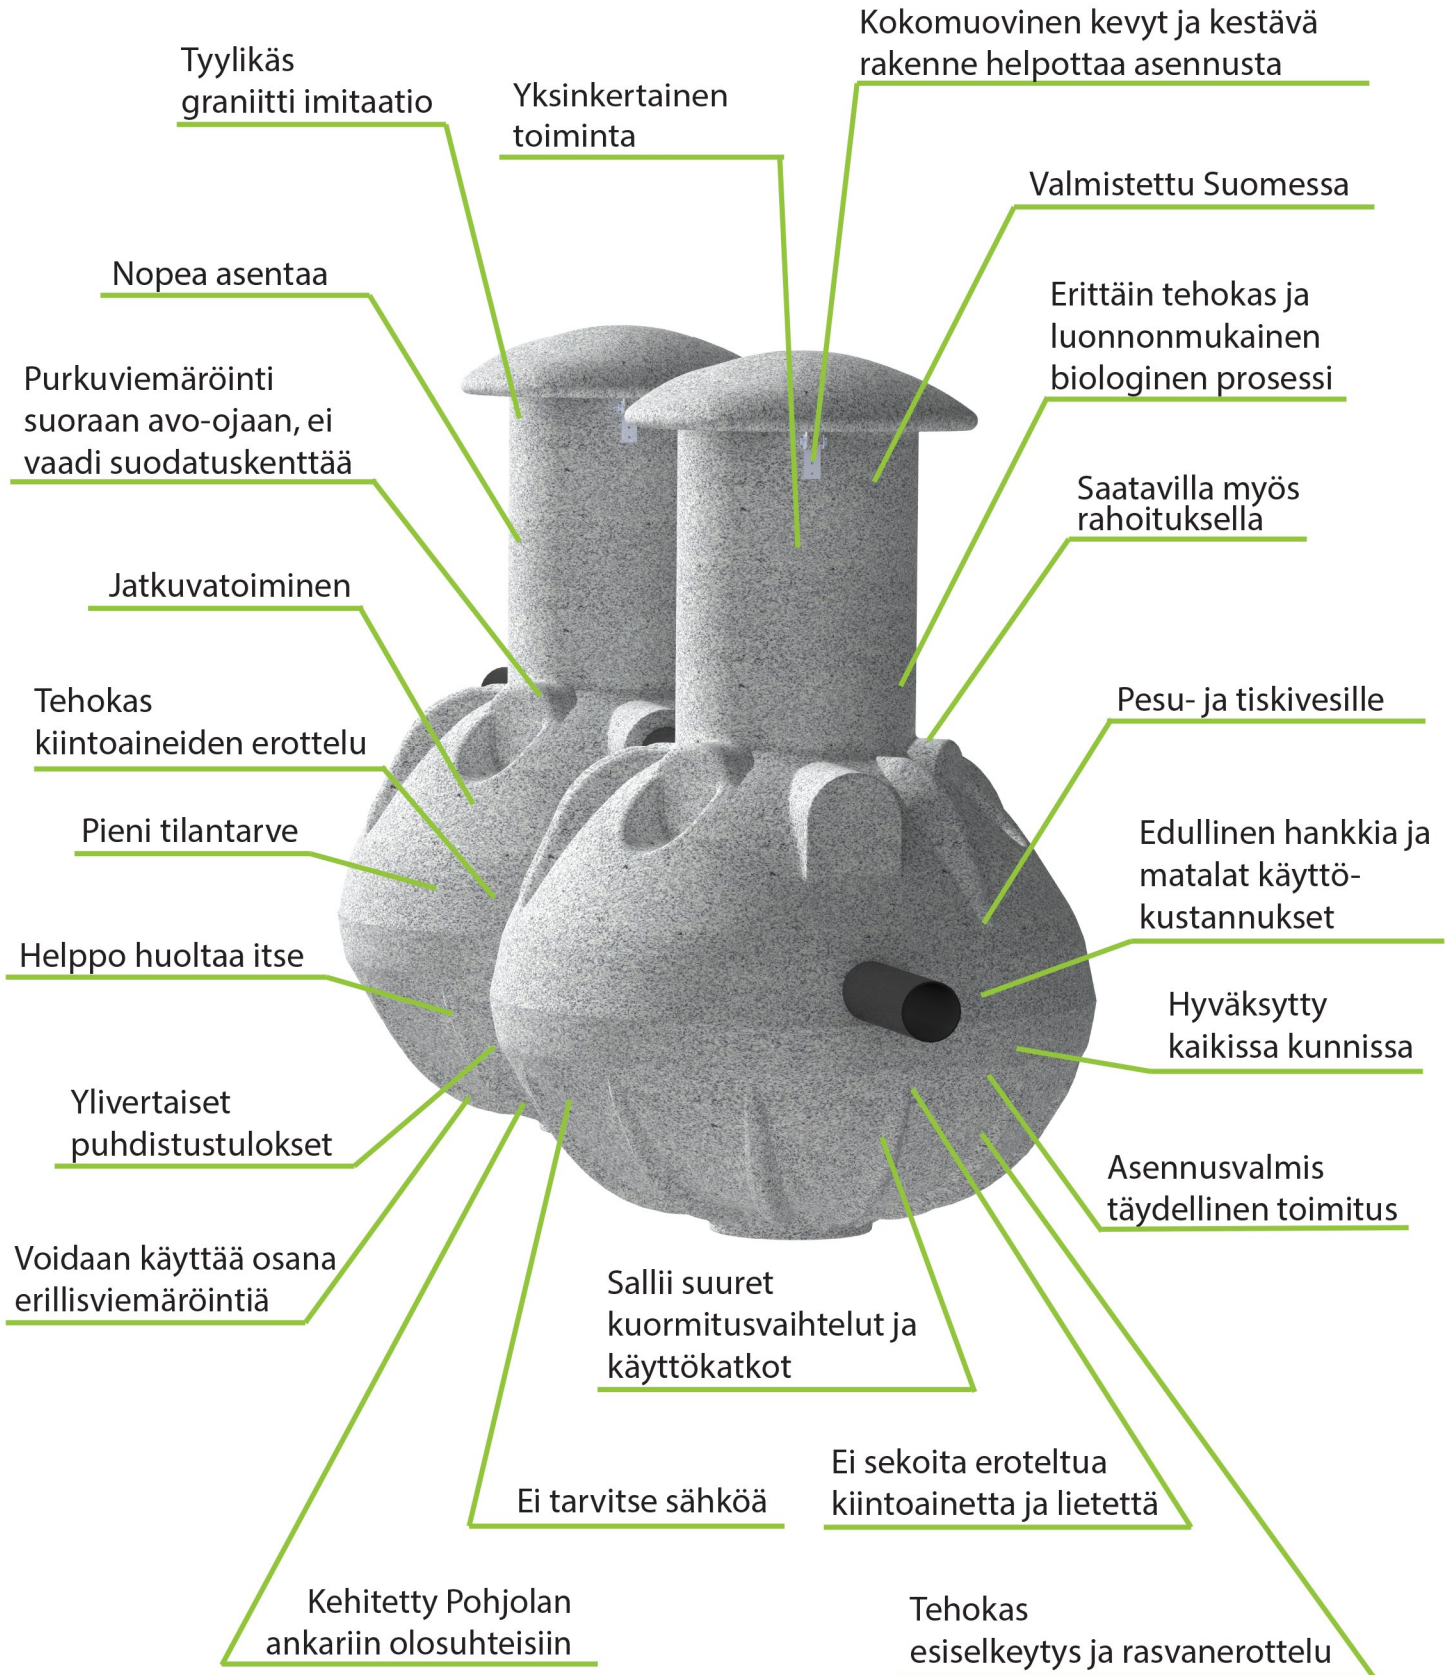 Kokomuovinen kevyt ja kestävä
rakenne helpottaa asennusta
Tyylikäs
graniitti imitaatio
Yksinkertainen
toiminta
Valmistettu Suomessa
Nopea asentaa
Erittäin tehokas ja
luonnonmukainen
biologinen prosessi
Purkuviemäröinti
suoraan avo-ojaan, ei
vaadi suodatuskenttää
Saatavilla myös
rahoituksella
Jatkuvatoiminen
Tehokas
kiintoaineiden erottelu
Pesu- ja tiskivesille
Pieni tilantarve
Edullinen hankkia ja
matalat käyttö-
kustannukset
Helppo huoltaa itse
Hyväksytty
kaikissa kunnissa
Ylivertaiset
puhdistustulokset
Asennusvalmis
täydellinen toimitus
Voidaan käyttää osana
erillisviemäröintiä
Sallii suuret
kuormitusvaihtelut ja
käyttökatkot
Ei sekoita eroteltua
kiintoainetta ja lietettä
Ei tarvitse sähköä
Kehitetty Pohjolan
ankariin olosuhteisiin
Tehokas
esiselkeytys ja rasvanerottelu